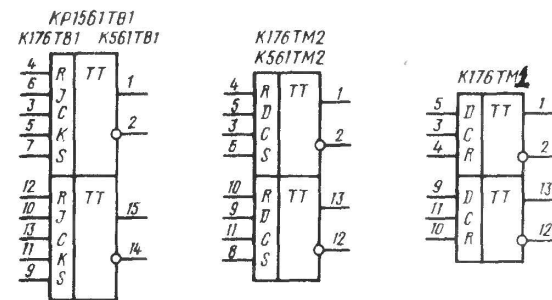 КР1561ТВ1
К176ТВ1 К561ТВ1
4 R TT
6 J 1
3 C
5 K 2
7 S
12 R TT
10 J 15
13 C
11 K 14
9 S
К176ТМ2
К561ТМ2
4 R TT 1
5 D
3 C 2
6 S
10 R TT 13
9 D
11 C 12
8 S
К176ТМ1
5 D TT 1
3 C
4 R 2
9 D TT 13
11 C
10 R 12